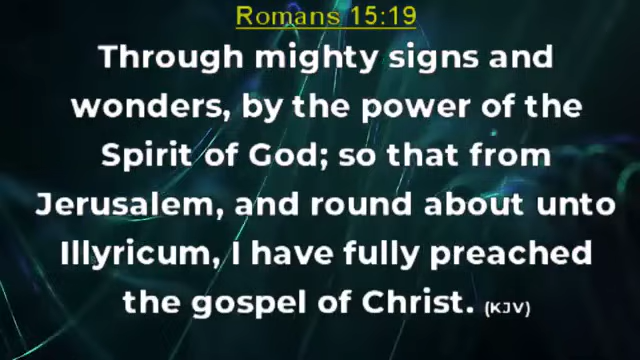 Romans 15:19
Through mighty signs and
wonders, by the power of the
Spirit of God; so that from
Jerusalem, and round about unto
Illyricum, I have fully preached
the gospel of Christ. (KJV)